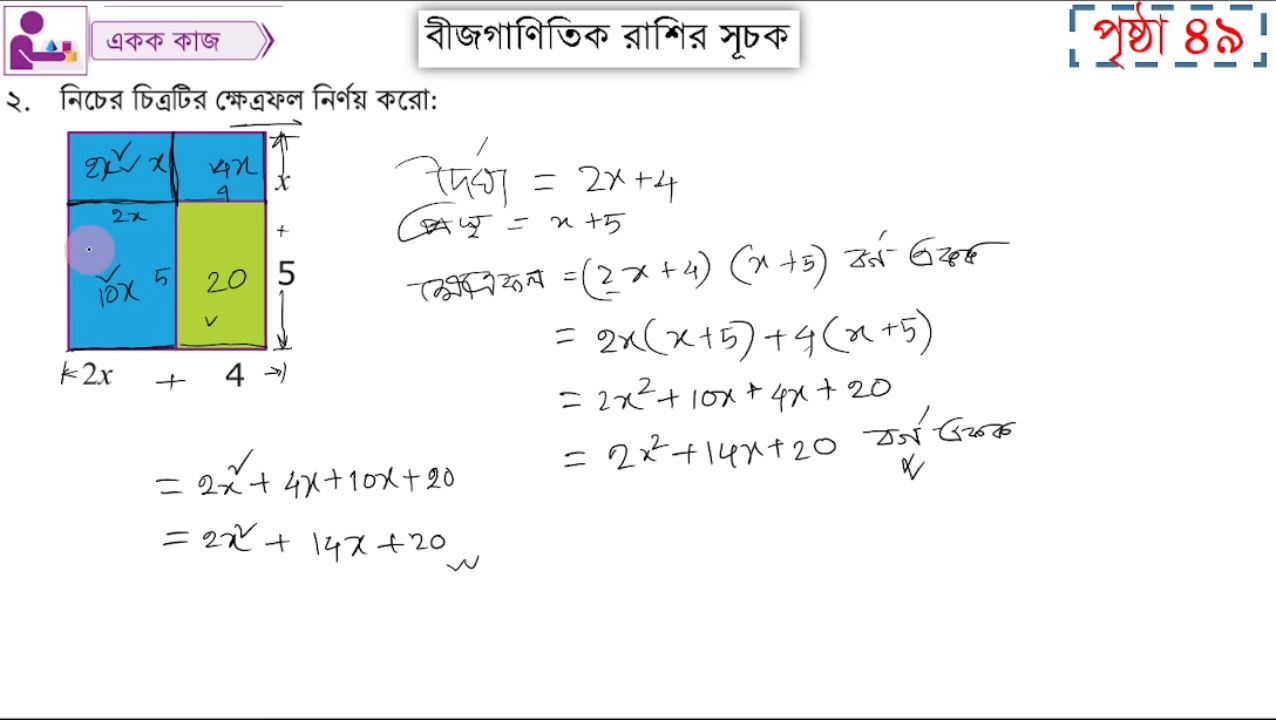 একক কাজ
বীজগাণিতিক রাশির সূচক
পৃষ্ঠা ৪৯
২. নিচের চিত্রটির ক্ষেত্রফল নির্ণয় করো:
2x² x 4x x
2x 4 +
10x 5 20 5
2x + 4
দৈর্ঘ্য = 2x+4
প্রস্থ = x+5
ক্ষেত্রফল = (2x+4) (x+5) বর্গ একক
= 2x(x+5)+4(x+5)
= 2x²+10x+4x+20
= 2x²+14x+20 বর্গ একক
= 2x²+4x+10x+20
= 2x²+14x+20